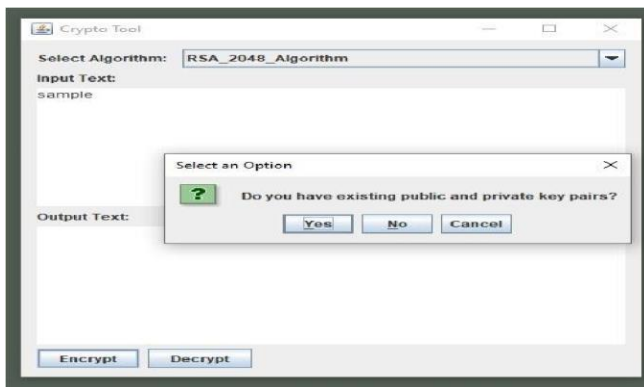 Crypto Tool
Select Algorithm: RSA_2048_Algorithm
Input Text:
sample
Select an Option
? Do you have existing public and private key pairs?
Yes No Cancel
Output Text:
Encrypt Decrypt